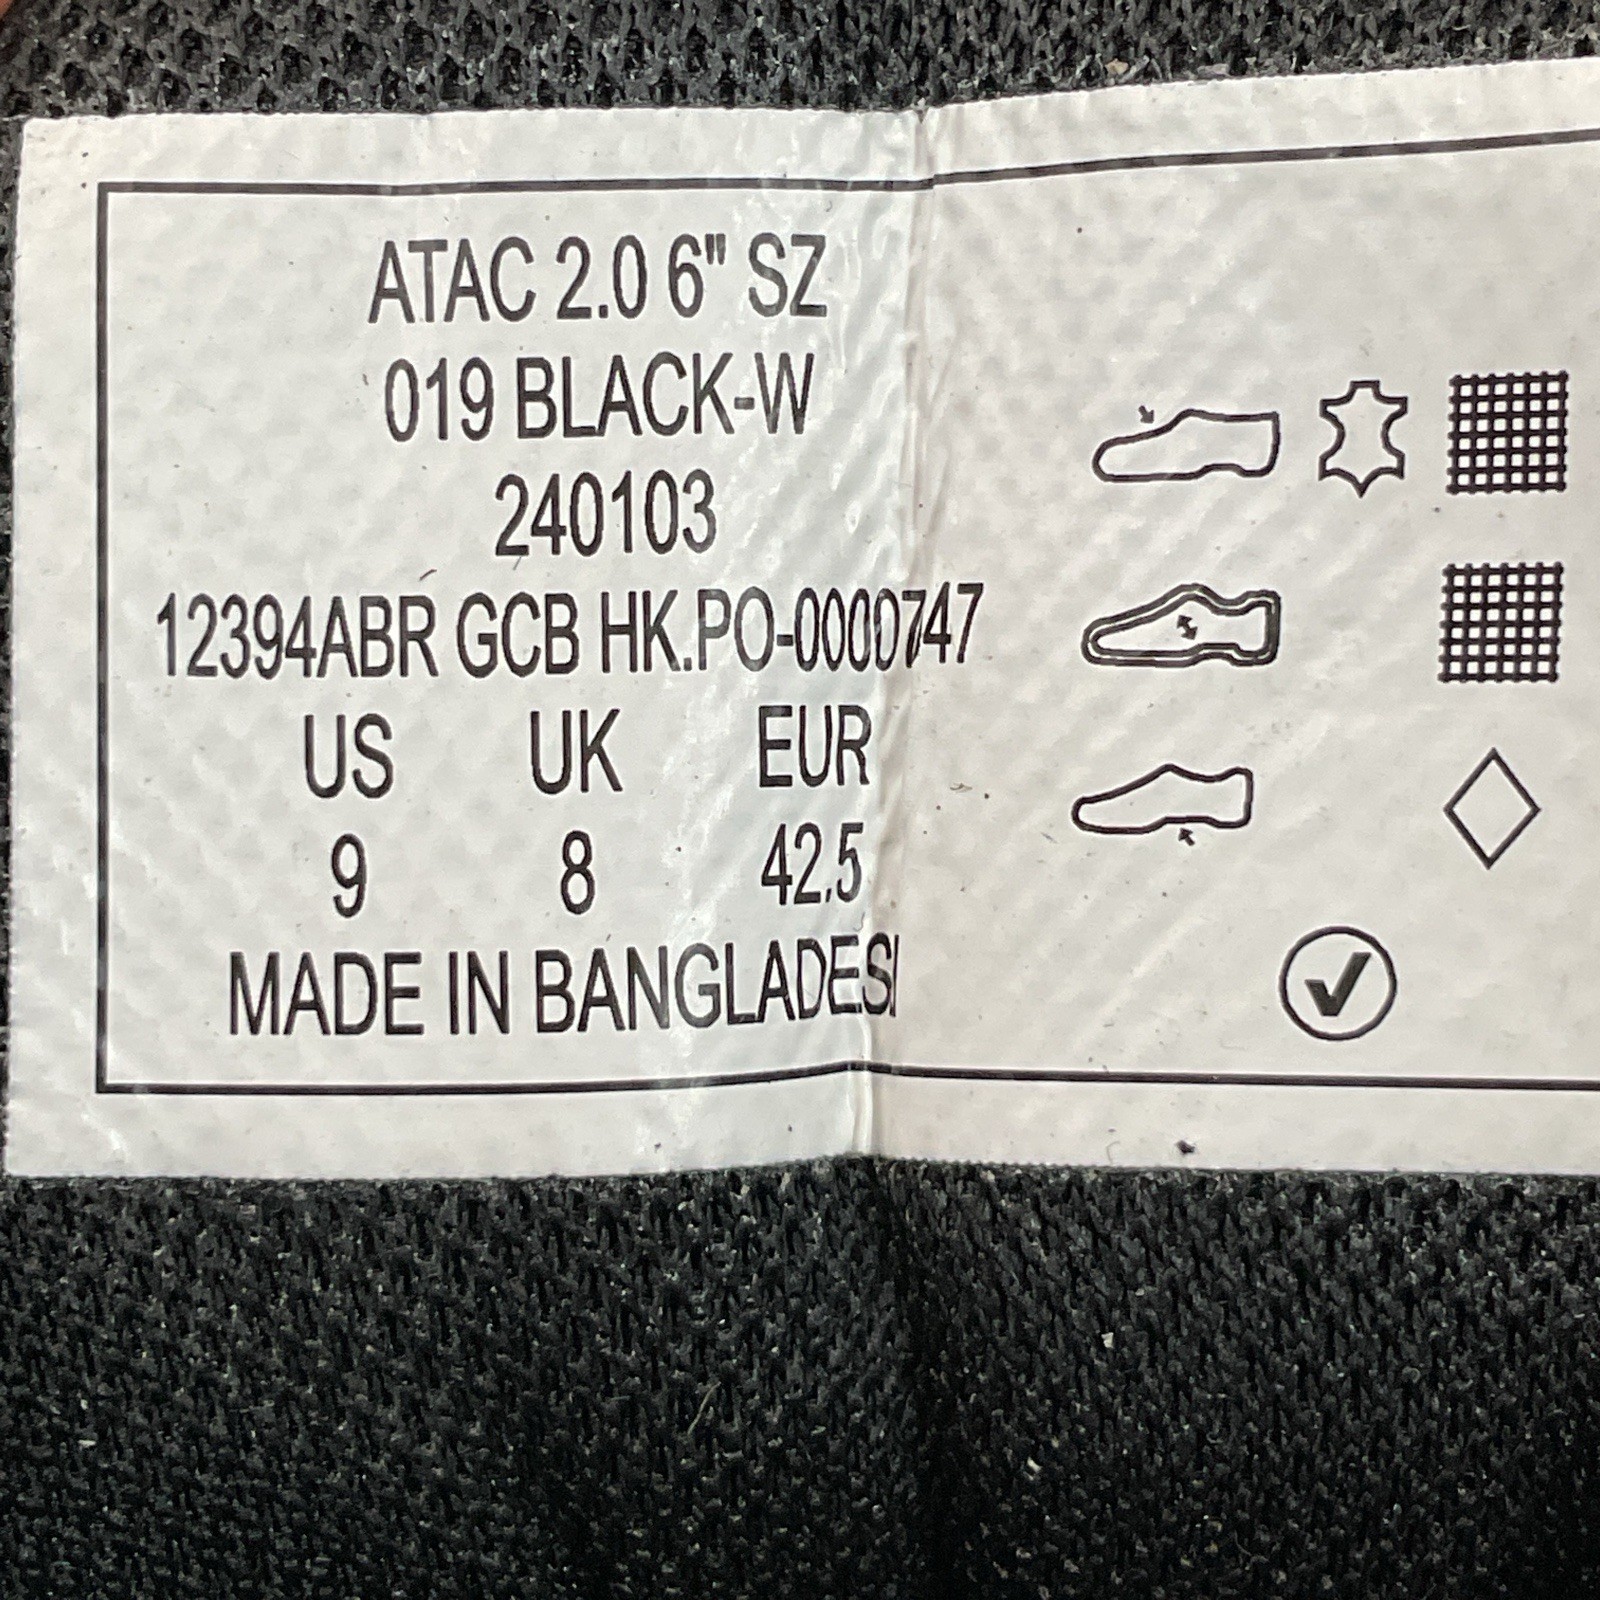 ATAC 2.0 6" SZ
019 BLACK-W
240103
12394ABR GCB HK.PO-0000747
US UK EUR
9 8 42.5
MADE IN BANGLADESH